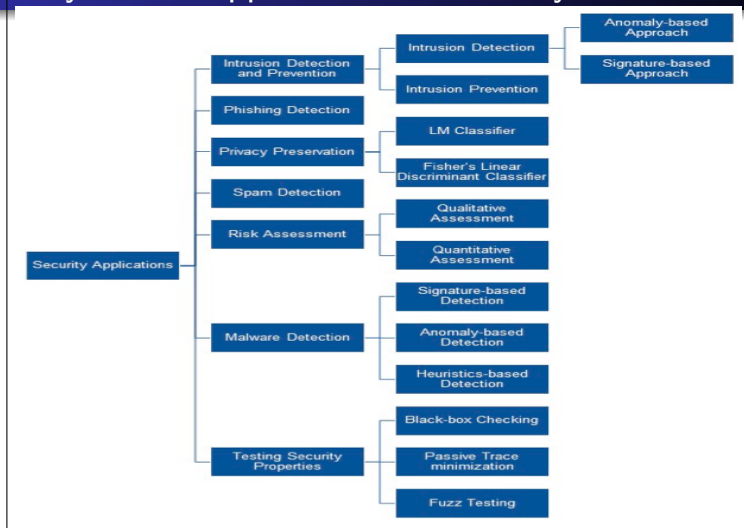 Anomaly-based
Approach
Intrusion Detection
Signature-based
Approach
Intrusion Detection
and Prevention
Intrusion Prevention
Phishing Detection
LM Classifier
Privacy Preservation
Fisher's Linear
Discriminant Classifier
Spam Detection
Qualitative
Assessment
Risk Assessment
Quantitative
Assessment
Security Applications
Signature-based
Detection
Malware Detection
Anomaly-based
Detection
Heuristics-based
Detection
Black-box Checking
Testing Security
Properties
Passive Trace
minimization
Fuzz Testing